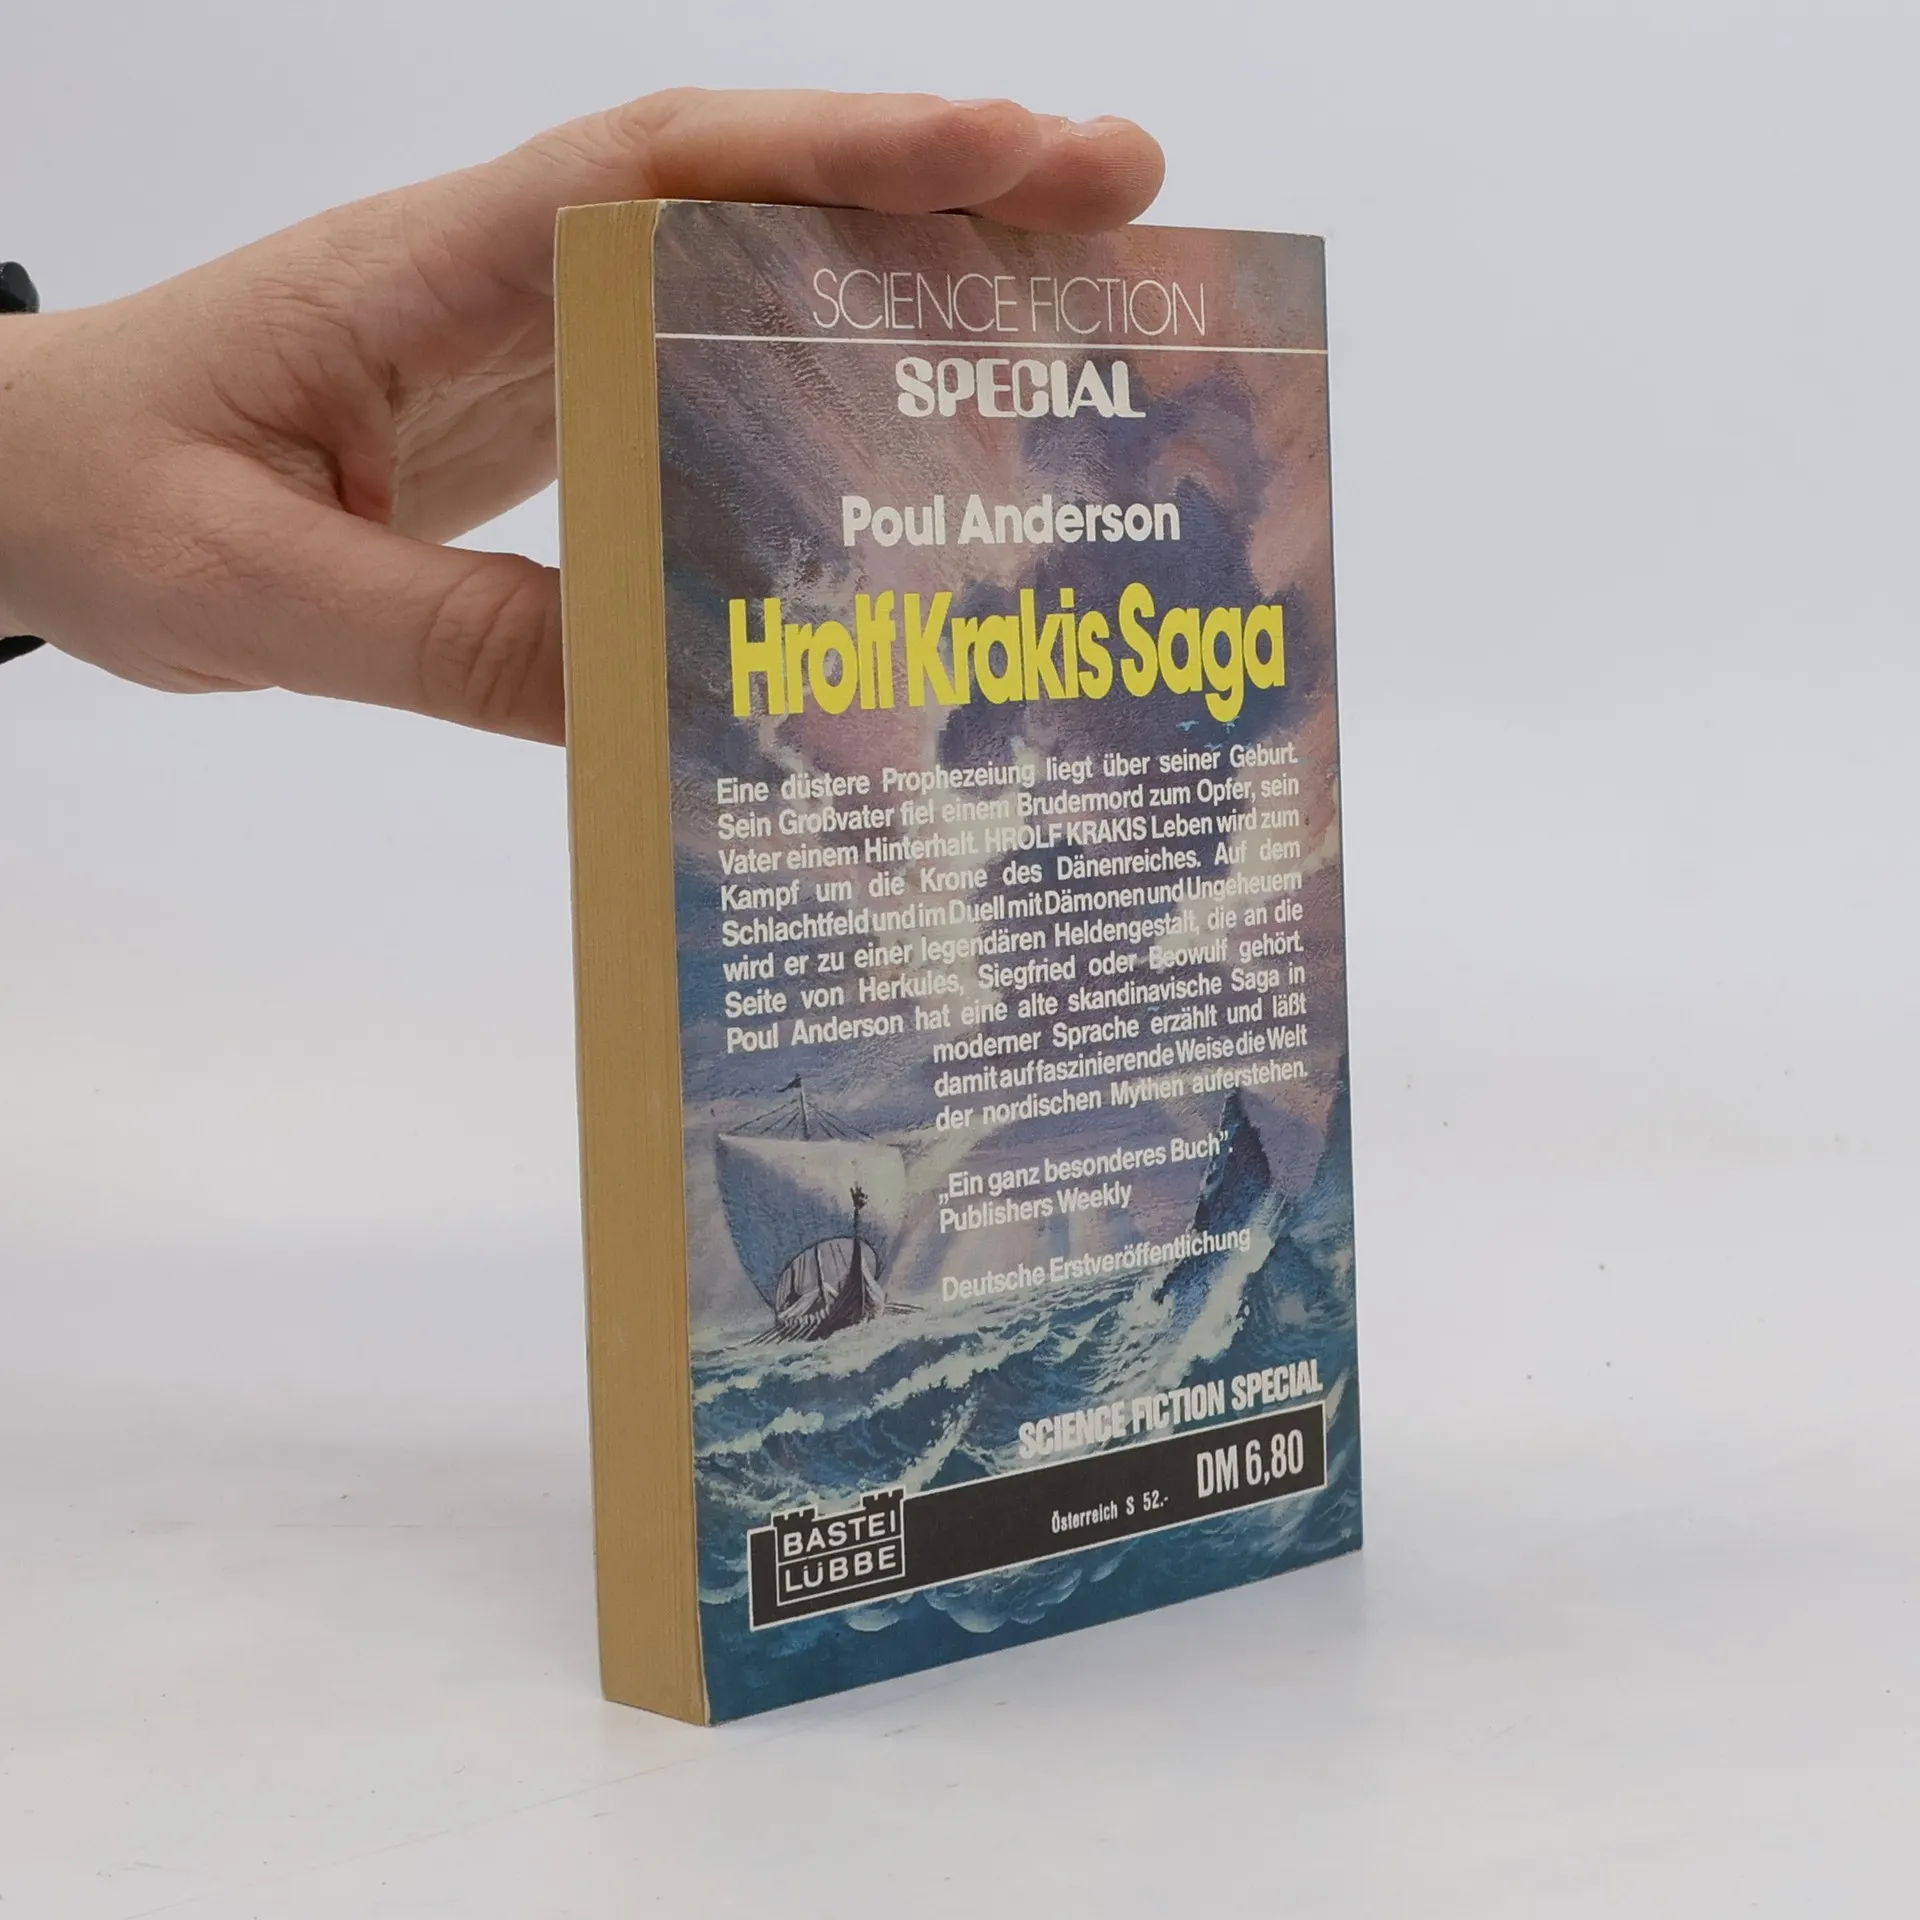 SCIENCE FICTION
SPECIAL
Poul Anderson
Hrolf Krakis Saga
Eine düstere Prophezeiung liegt über seiner Geburt.
Sein Großvater fiel einem Brudermord zum Opfer, sein
Vater einem Hinterhalt. HROLF KRAKIS Leben wird zum
Kampf um die Krone des Dänenreiches. Auf dem
Schlachtfeld und im Duell mit Dämonen und Ungeheuern
wird er zu einer legendären Heldengestalt, die an die
Seite von Herkules, Siegfried oder Beowulf gehört.
Poul Anderson hat eine alte skandinavische Saga in
moderner Sprache erzählt und läßt
damit auf faszinierende Weise die Welt
der nordischen Mythen auferstehen.
„Ein ganz besonderes Buch”.
Publishers Weekly
Deutsche Erstveröffentlichung
SCIENCE FICTION SPECIAL
BASTEI
LÜBBE
Österreich S 52.-
DM 6,80